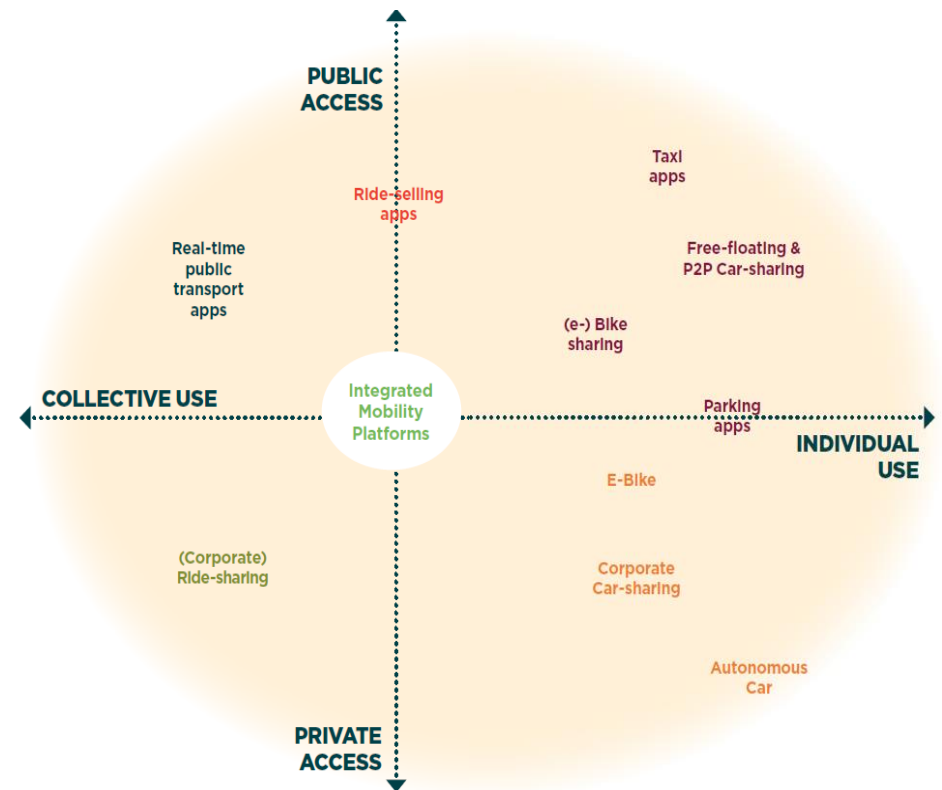 PUBLIC
ACCESS
Taxi
apps
Ride-selling
apps
Real-time
public
transport
apps
Free-floating &
P2P Car-sharing
(e-) Bike
sharing
COLLECTIVE USE
Integrated
Mobility
Platforms
Parking
apps
INDIVIDUAL
USE
E-Bike
(Corporate)
Ride-sharing
Corporate
Car-sharing
Autonomous
Car
PRIVATE
ACCESS